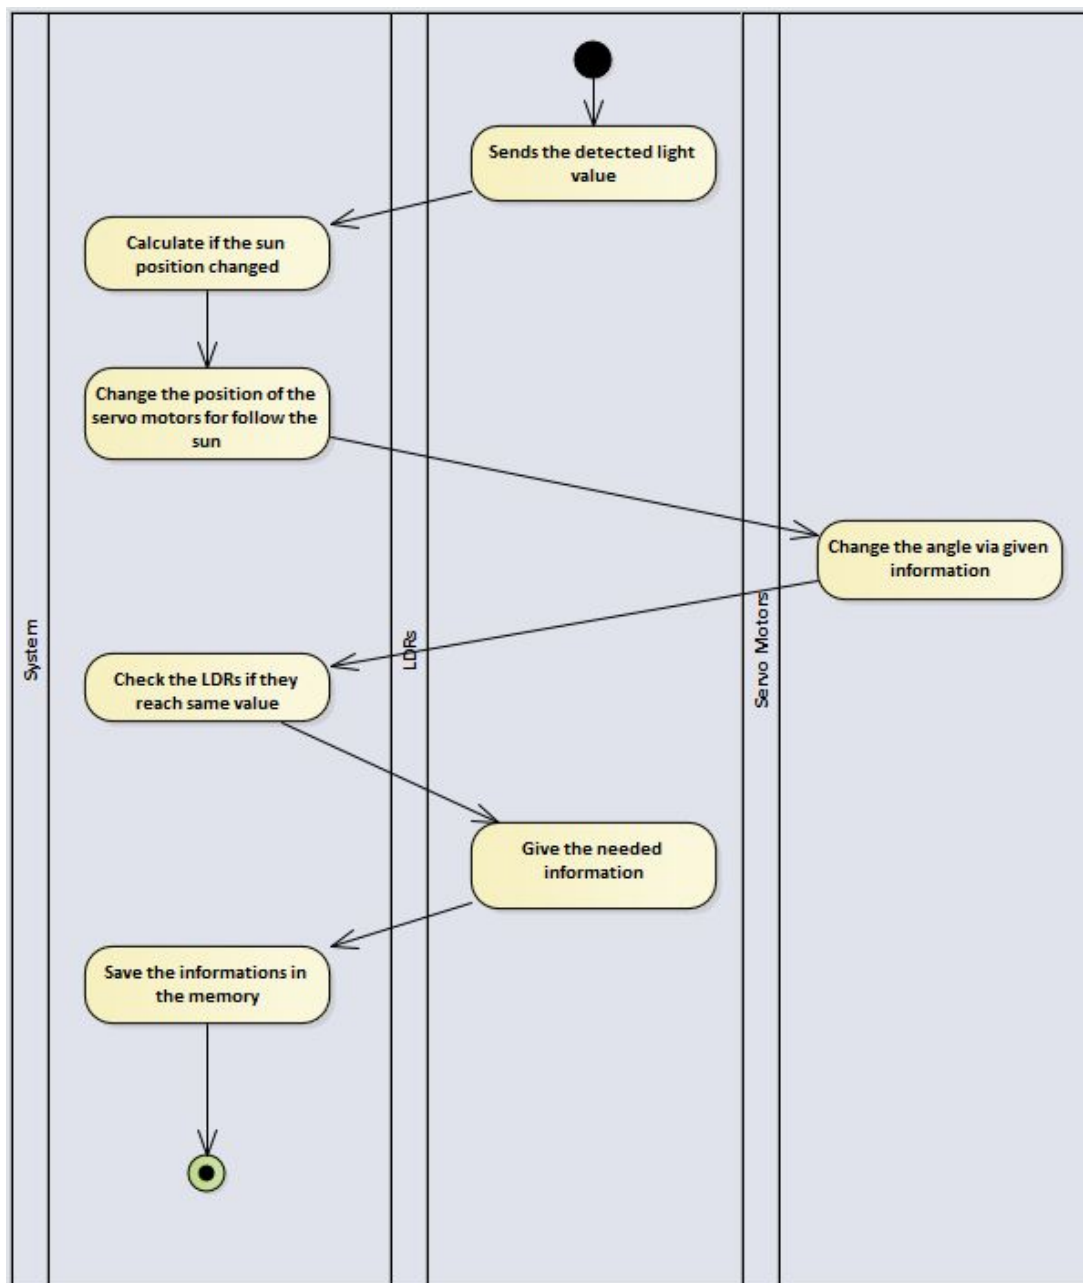 System
LDRs
Servo Motors
Sends the detected light
value
Calculate if the sun
position changed
Change the position of the
servo motors for follow the
sun
Change the angle via given
information
Check the LDRs if they
reach same value
Give the needed
information
Save the informations in
the memory